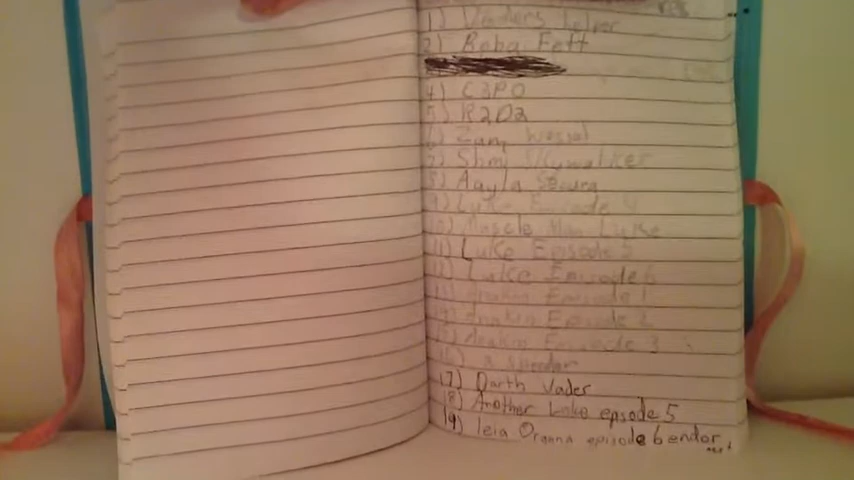 1) Vaders
2) Boba Fett
4) C3PO
5) R2D2
6) Zam Wessel
7) Shmi Skywalker
8) Aayla Secura
9) Luke Episode 4
10) Muscle Man Luke
11) Luke Episode 5
12) Luke Episode 6
13) Anakin Episode 1
14) Anakin Episode 2
15) Anakin Episode 3
16)
17) Darth Vader
18) Another Luke episode 5
19) leia Organa episode 6 endor